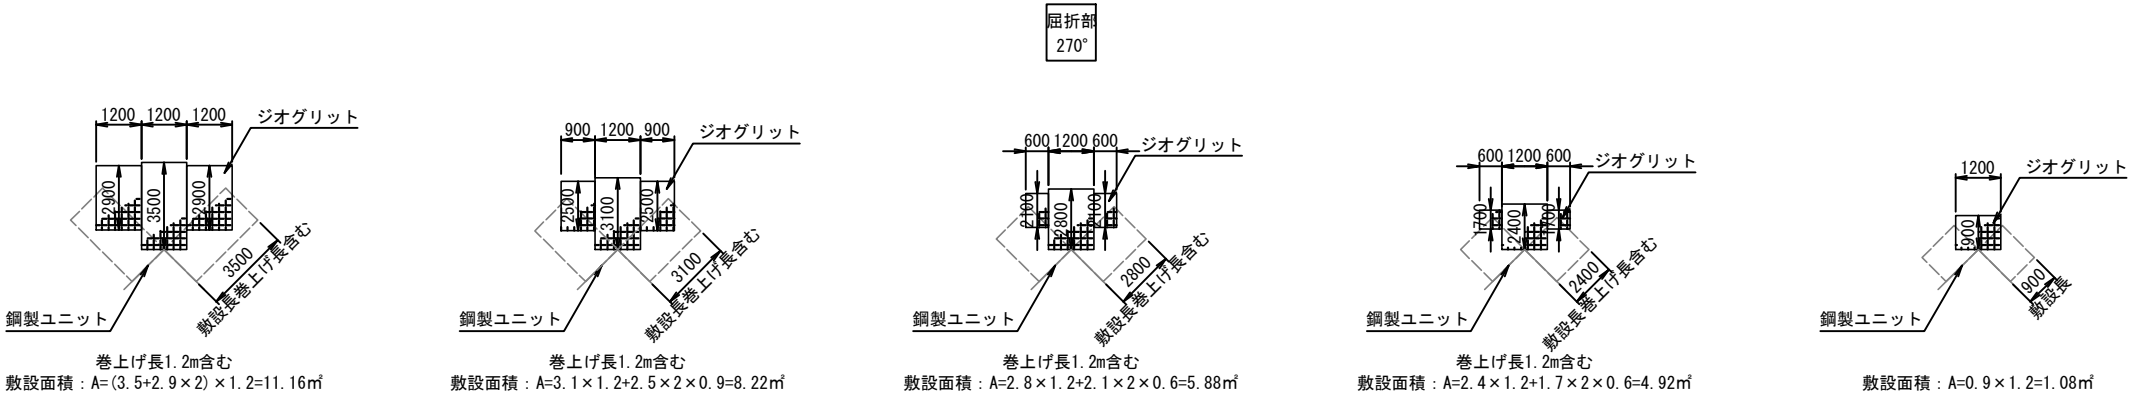 屈折部
270°
1200 1200 1200
ジオグリット
2900
3500
2900
3500
敷設長巻上げ長含む
鋼製ユニット
巻上げ長1.2m含む
敷設面積：A=(3.5+2.9×2)×1.2=11.16㎡
900 1200 900
ジオグリット
2500
3100
2500
3100
敷設長巻上げ長含む
鋼製ユニット
巻上げ長1.2m含む
敷設面積：A=3.1×1.2+2.5×2×0.9=8.22㎡
600 1200 600
ジオグリット
2100
2800
2100
2800
敷設長巻上げ長含む
鋼製ユニット
巻上げ長1.2m含む
敷設面積：A=2.8×1.2+2.1×2×0.6=5.88㎡
600 1200 600
ジオグリット
1700
2400
1700
2400
敷設長巻上げ長含む
鋼製ユニット
巻上げ長1.2m含む
敷設面積：A=2.4×1.2+1.7×2×0.6=4.92㎡
1200
ジオグリット
900
900
敷設長
鋼製ユニット
敷設面積：A=0.9×1.2=1.08㎡